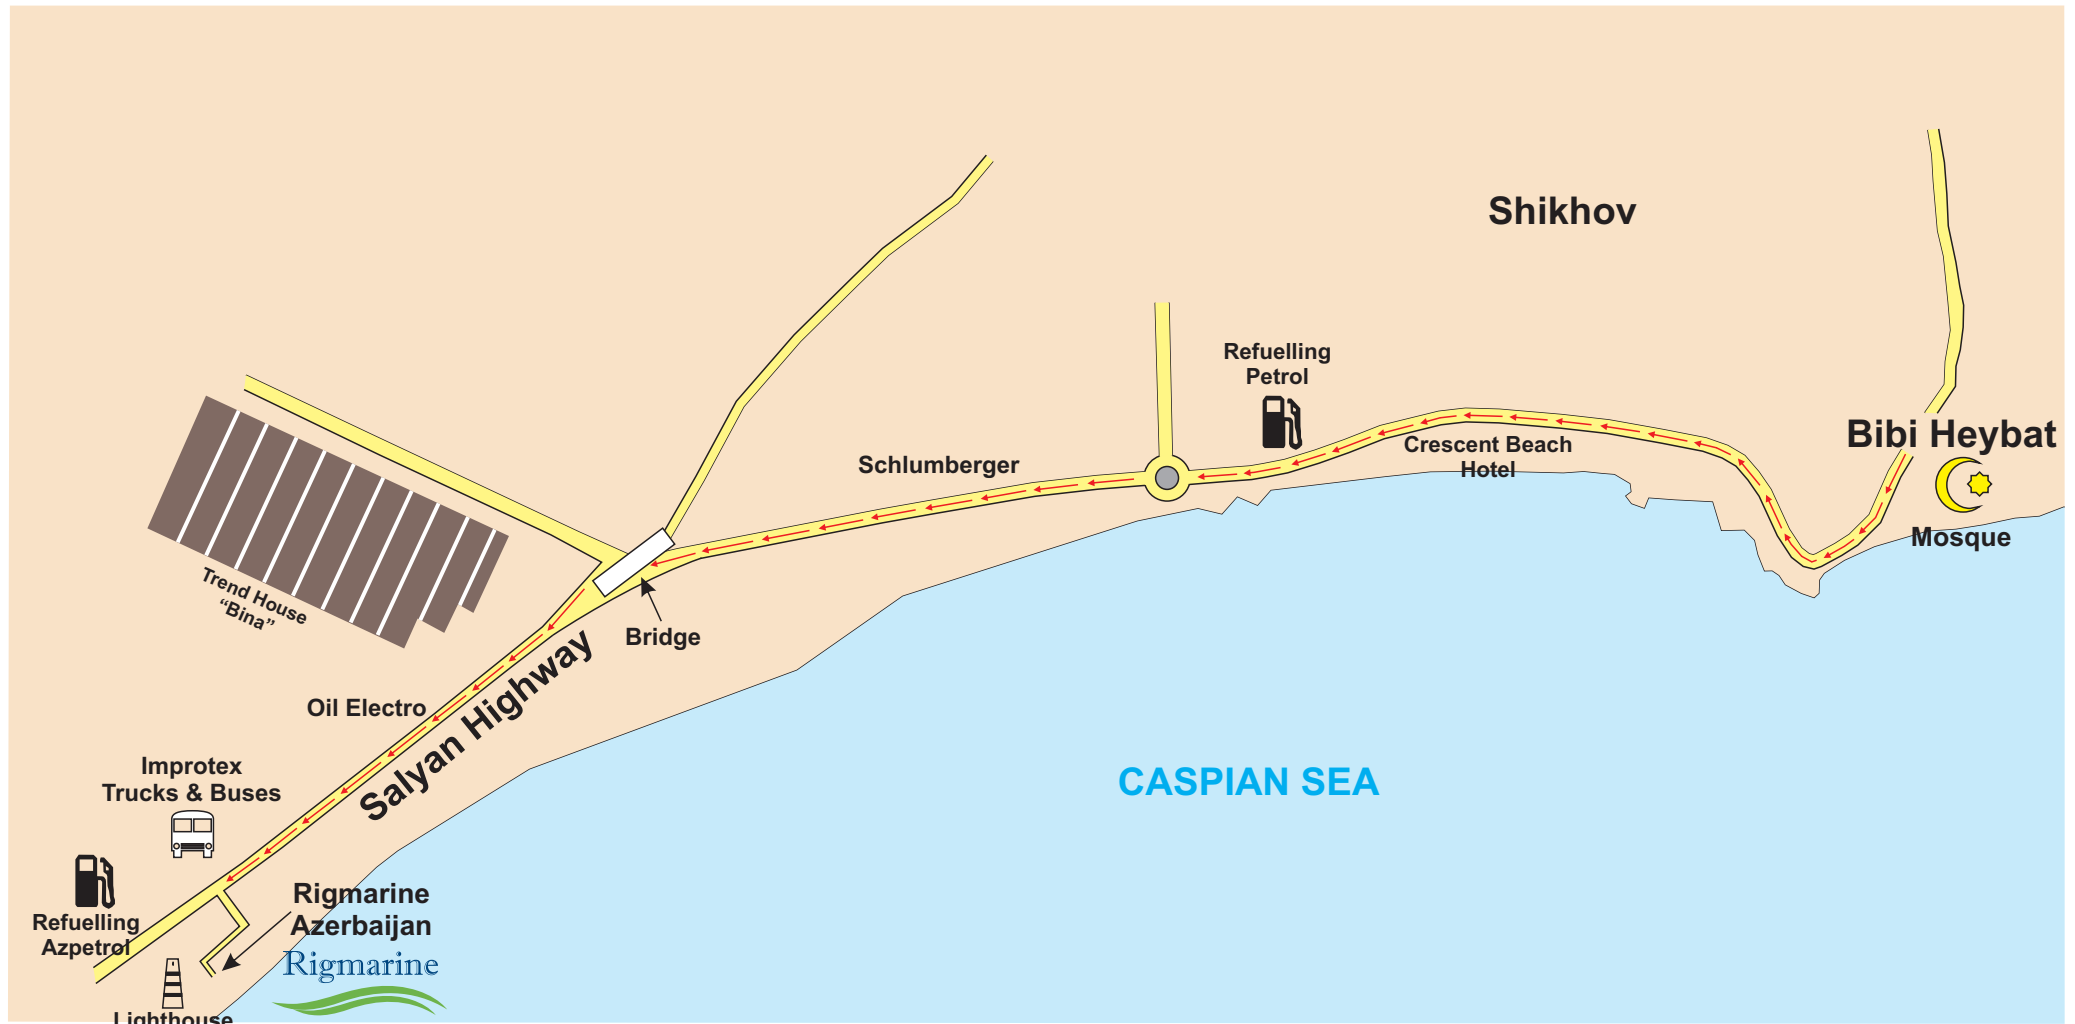 Shikhov
Refuelling
Petrol
Bibi Heybat
Crescent Beach
Hotel
Schlumberger
Mosque
Trend House
“Bina”
Bridge
Salyan Highway
Oil Electro
Improtex
Trucks & Buses
CASPIAN SEA
Rigmarine
Azerbaijan
Refuelling
Azpetrol
Rigmarine
Lighthouse